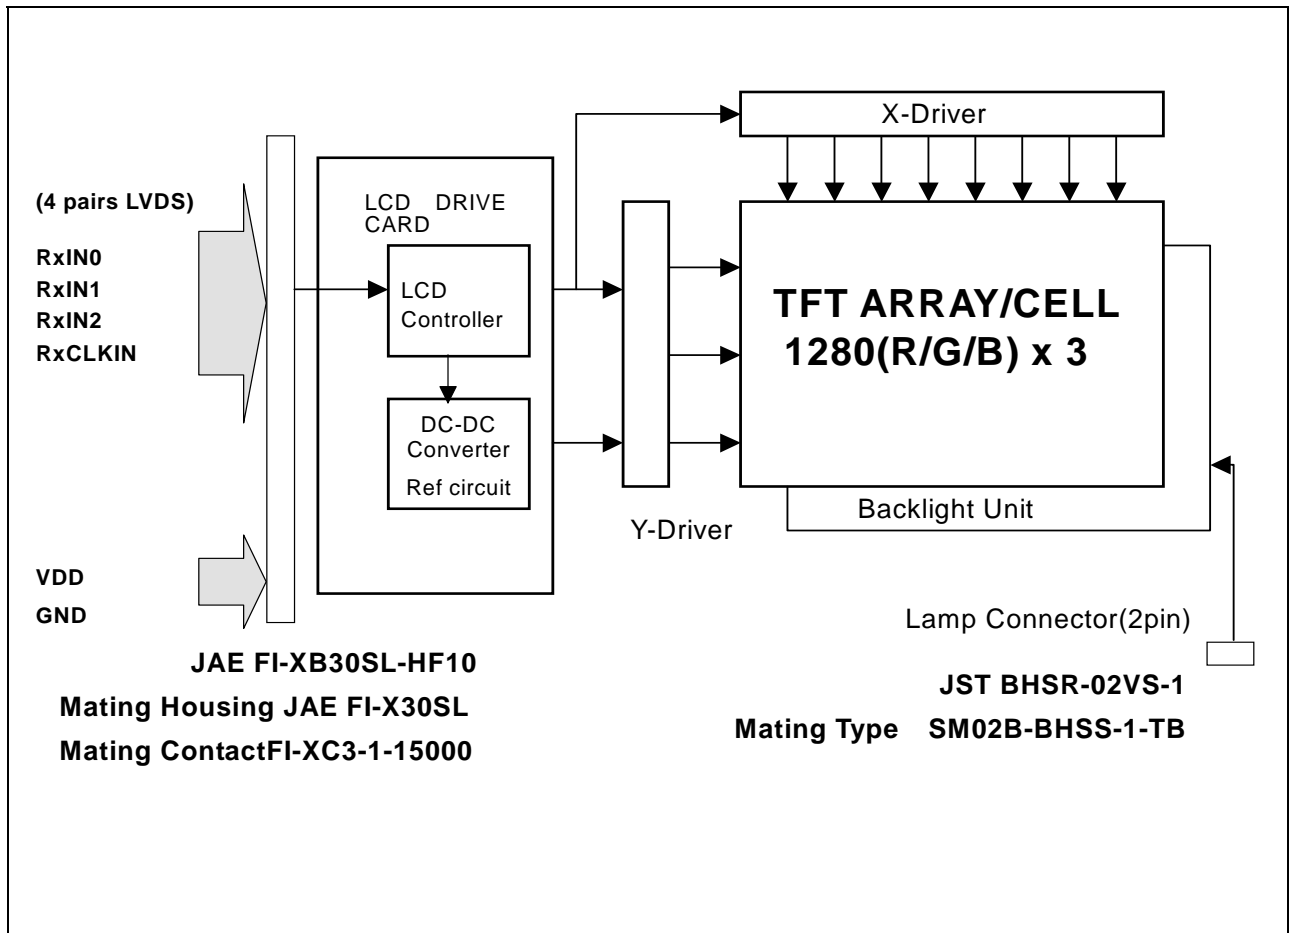 X-Driver
(4 pairs LVDS)
RxIN0
RxIN1
RxIN2
RxCLKIN
LCD DRIVE
CARD
LCD
Controller
DC-DC
Converter
Ref circuit
TFT ARRAY/CELL
1280(R/G/B) x 3
Y-Driver
Backlight Unit
VDD
GND
JAE FI-XB30SL-HF10
Mating Housing JAE FI-X30SL
Mating ContactFI-XC3-1-15000
Lamp Connector(2pin)
JST BHSR-02VS-1
Mating Type SM02B-BHSS-1-TB